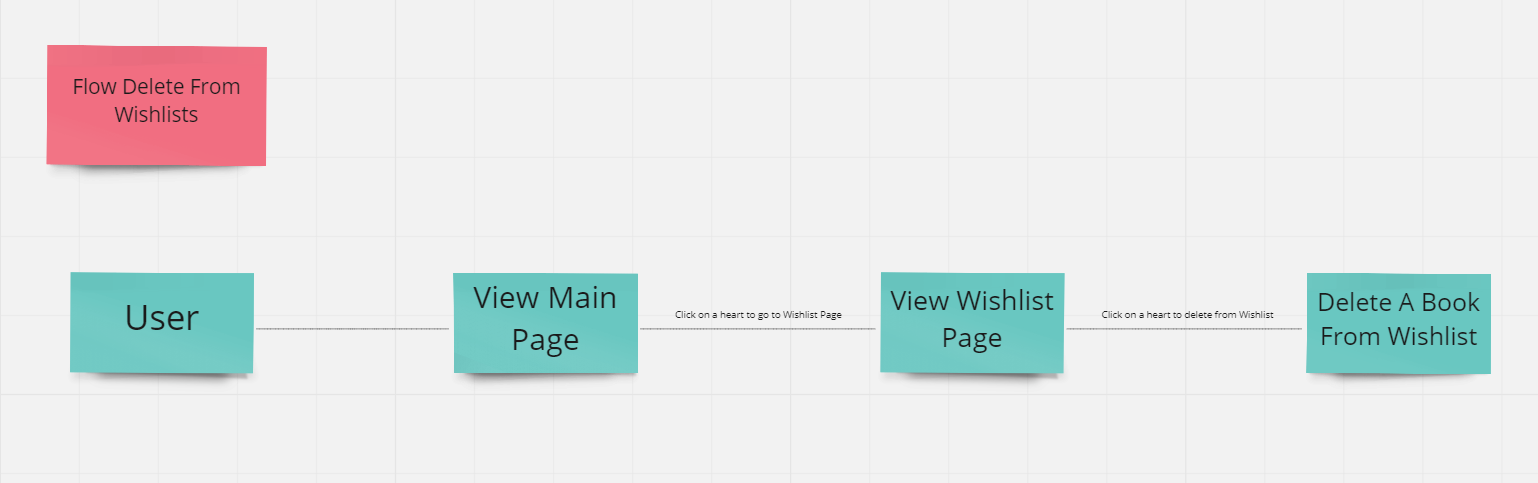 Flow Delete From
Wishlists
User
View Main
Page
Click on a heart to go to Wishlist Page
View Wishlist
Page
Click on a heart to delete from Wishlist
Delete A Book
From Wishlist